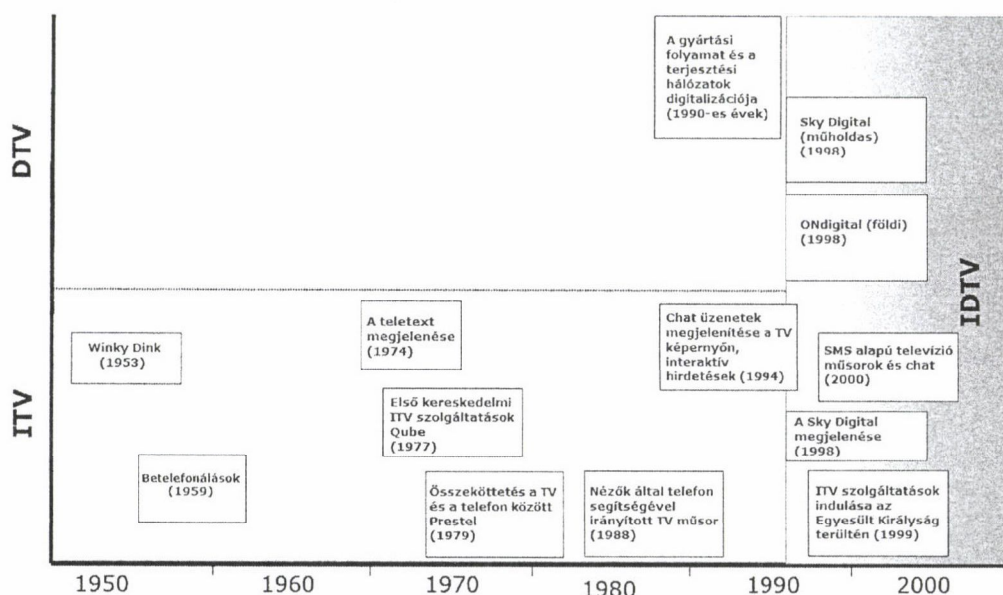 DTV
A gyártási
folyamat és a
terjesztési
hálózatok
digitalizációja
(1990-es évek)
Sky Digital
(műholdas)
(1998)
ONdigital (földi)
(1998)
IDTV
ITV
Winky Dink
(1953)
Betelefonálások
(1959)
A teletext
megjelenése
(1974)
Első kereskedelmi
ITV szolgáltatások
Qube
(1977)
Összeköttetés a TV
és a telefon között
Prestel
(1979)
Nézők által telefon
segítségével
irányított TV műsor
(1988)
Chat üzenetek
megjelenítése a TV
képernyőn,
interaktív
hirdetések (1994)
SMS alapú televízió
műsorok és chat
(2000)
A Sky Digital
megjelenése
(1998)
ITV szolgáltatások
indulása az
Egyesült Királyság
terültén (1999)
1950 1960 1970 1980 1990 2000